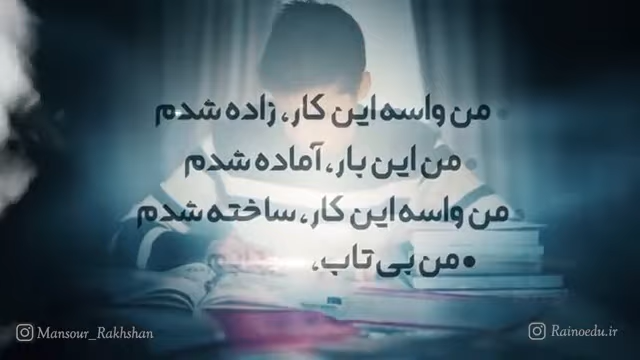 من واسه این کار، زاده شدم
من این بار، آماده شدم
من واسه این کار، ساخته شدم
• من بی تاب،
Mansour_Rakhshan
Rainoedu.ir